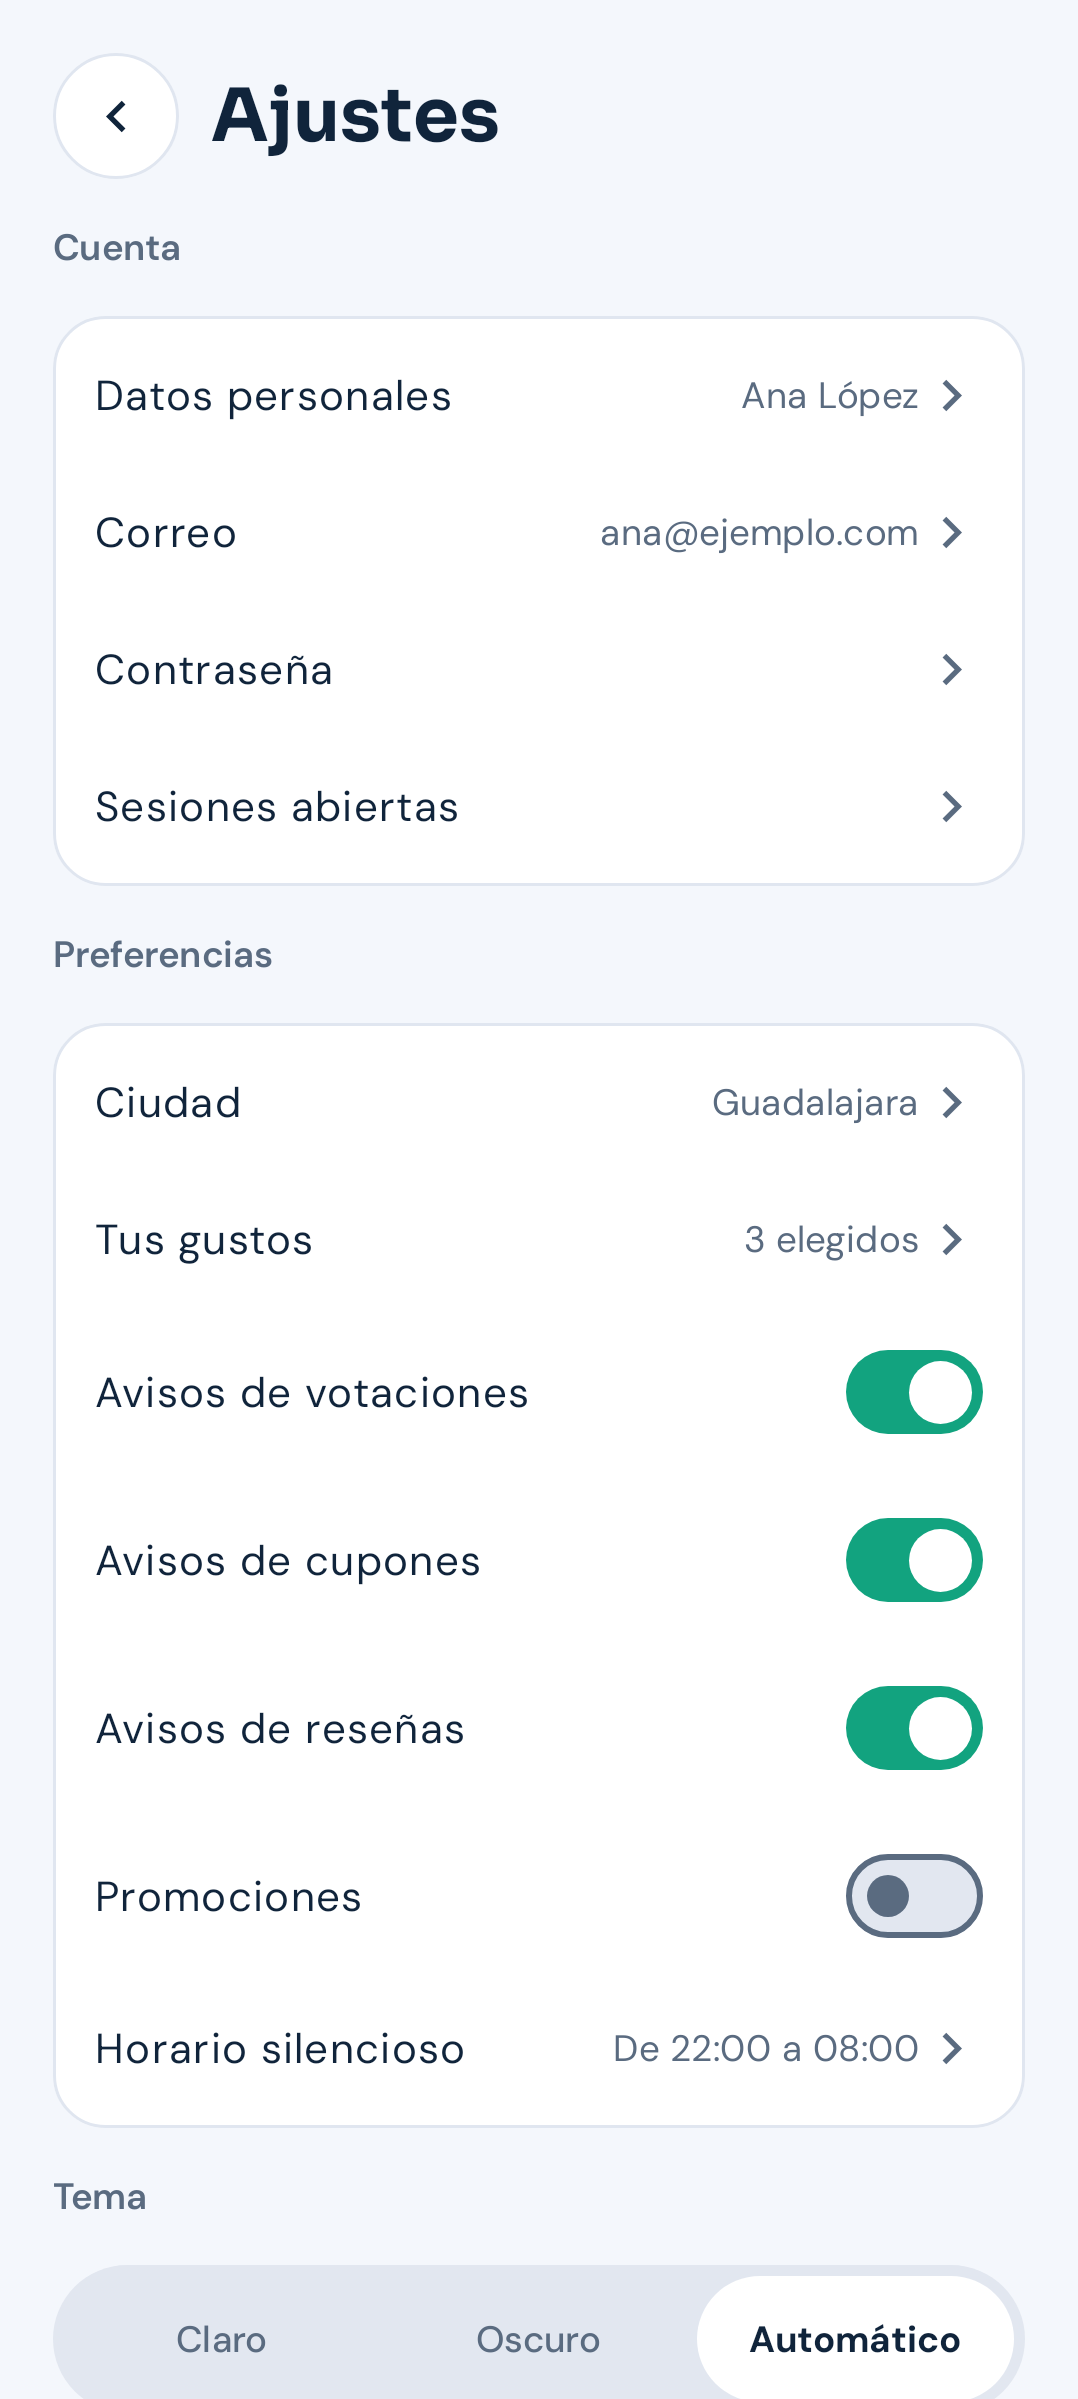 Ajustes
Cuenta
Datos personales Ana López
Correo ana@ejemplo.com
Contraseña
Sesiones abiertas
Preferencias
Ciudad Guadalajara
Tus gustos 3 elegidos
Avisos de votaciones
Avisos de cupones
Avisos de reseñas
Promociones
Horario silencioso De 22:00 a 08:00
Tema
Claro Oscuro Automático